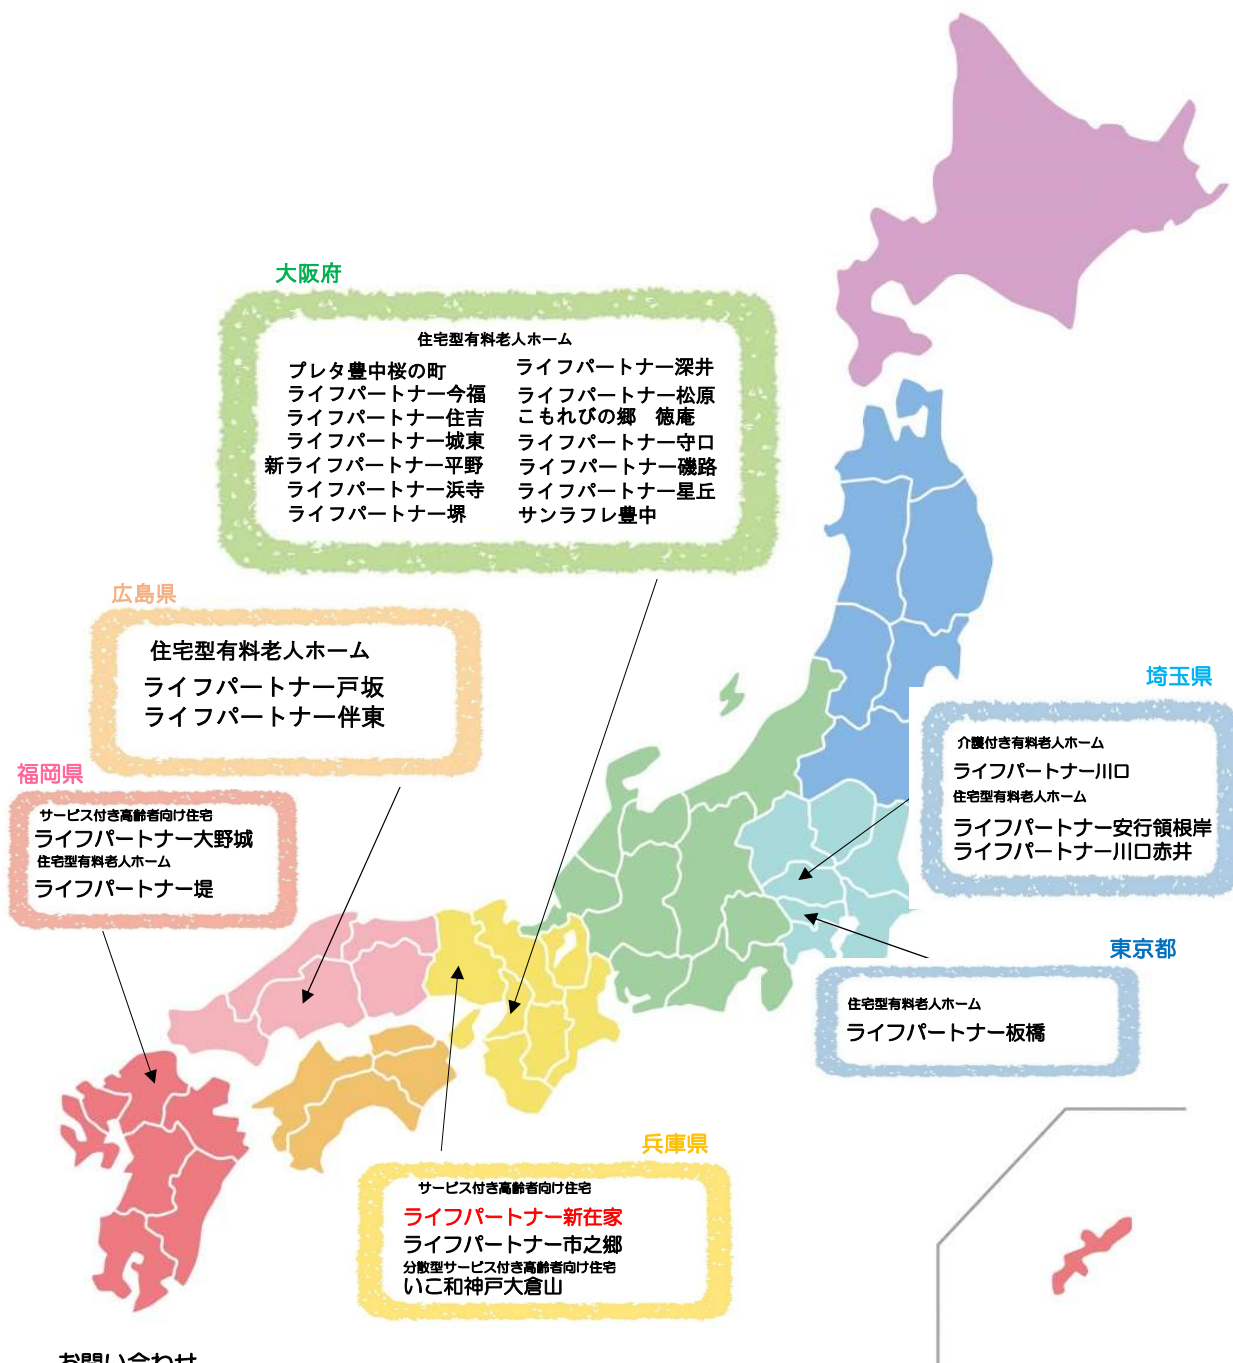 大阪府
住宅型有料老人ホーム
プレタ豊中桜の町
ライフパートナー今福
ライフパートナー住吉
ライフパートナー城東
新ライフパートナー平野
ライフパートナー浜寺
ライフパートナー堺
ライフパートナー深井
ライフパートナー松原
こもれびの郷　徳庵
ライフパートナー守口
ライフパートナー磯路
ライフパートナー星丘
サンラフレ豊中
広島県
住宅型有料老人ホーム
ライフパートナー戸坂
ライフパートナー伴東
埼玉県
介護付き有料老人ホーム
ライフパートナー川口
住宅型有料老人ホーム
ライフパートナー安行領根岸
ライフパートナー川口赤井
福岡県
サービス付き高齢者向け住宅
ライフパートナー大野城
住宅型有料老人ホーム
ライフパートナー堤
東京都
住宅型有料老人ホーム
ライフパートナー板橋
兵庫県
サービス付き高齢者向け住宅
ライフパートナー新在家
ライフパートナー市之郷
分散型サービス付き高齢者向け住宅
いこ和神戸大倉山
お問い合わせ